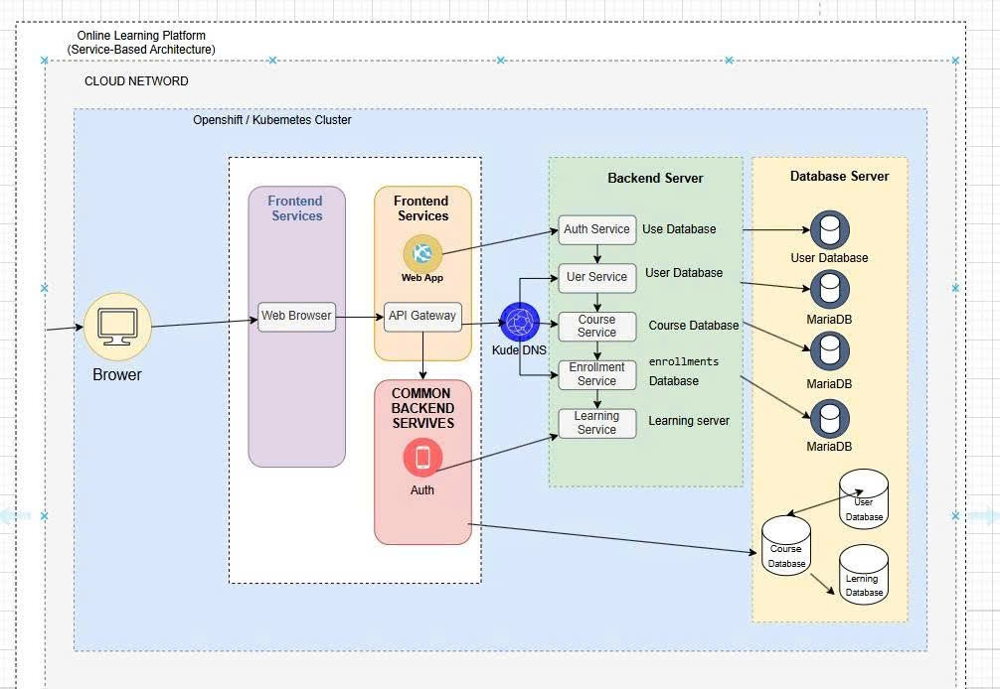 Online Learning Platform
(Service-Based Architecture)
CLOUD NETWORD
Openshift / Kubemetes Cluster
Brower
Frontend
Services
Web Browser
Frontend
Services
Web App
API Gateway
COMMON
BACKEND
SERVIVES
Auth
Kude DNS
Backend Server
Auth Service
Use Database
Uer Service
User Database
Course
Service
Course Database
Enrollment
Service
enrollments
Database
Learning
Service
Learning server
Database Server
User Database
MariaDB
MariaDB
MariaDB
User
Database
Course
Database
Lerning
Database